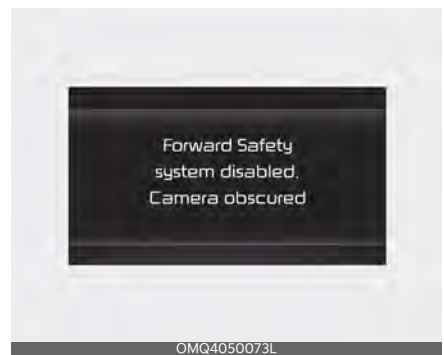 Forward Safety
system disabled.
Camera obscured
OMQ4050073L